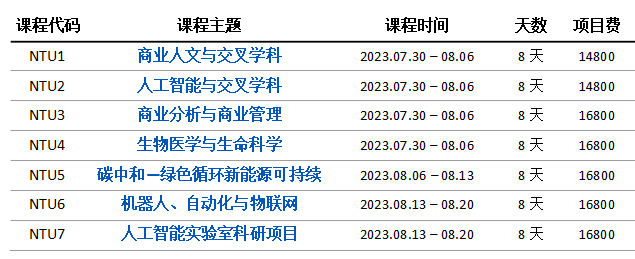 课程代码 课程主题 课程时间 天数 项目费
NTU1 商业人文与交叉学科 2023.07.30－08.06 8 天 14800
NTU2 人工智能与交叉学科 2023.07.30－08.06 8 天 14800
NTU3 商业分析与商业管理 2023.07.30－08.06 8 天 16800
NTU4 生物医学与生命科学 2023.07.30－08.06 8 天 16800
NTU5 碳中和—绿色循环新能源可持续 2023.08.06－08.13 8 天 16800
NTU6 机器人、自动化与物联网 2023.08.13－08.20 8 天 16800
NTU7 人工智能实验室科研项目 2023.08.13－08.20 8 天 16800